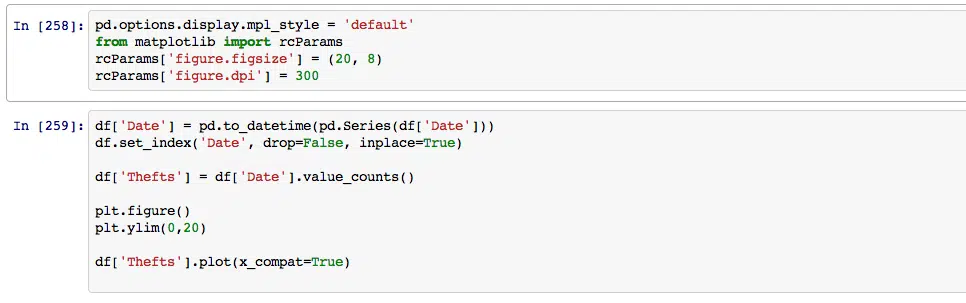 In [258]: pd.options.display.mpl_style = 'default'
from matplotlib import rcParams
rcParams['figure.figsize'] = (20, 8)
rcParams['figure.dpi'] = 300
In [259]: df['Date'] = pd.to_datetime(pd.Series(df['Date']))
df.set_index('Date', drop=False, inplace=True)
df['Thefts'] = df['Date'].value_counts()
plt.figure()
plt.ylim(0,20)
df['Thefts'].plot(x_compat=True)